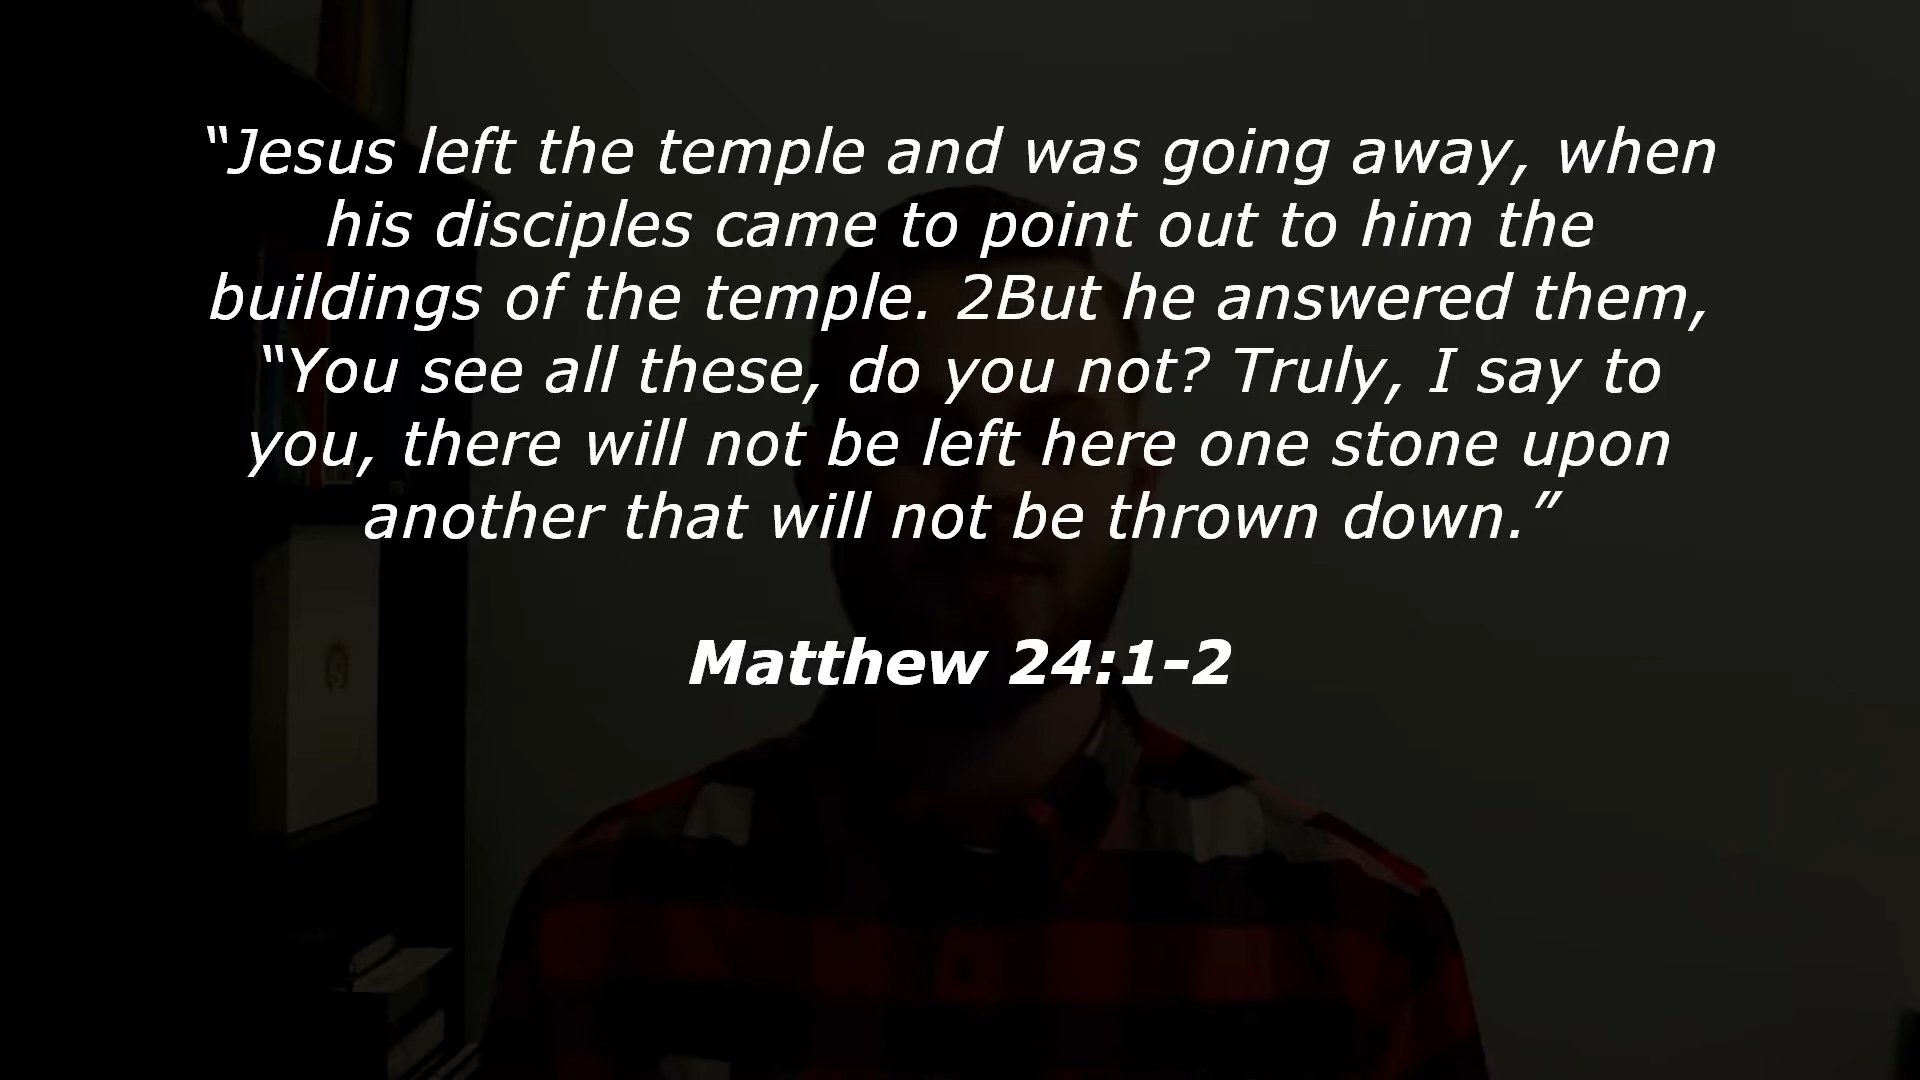 “Jesus left the temple and was going away, when
his disciples came to point out to him the
buildings of the temple. 2But he answered them,
“You see all these, do you not? Truly, I say to
you, there will not be left here one stone upon
another that will not be thrown down.”
Matthew 24:1-2